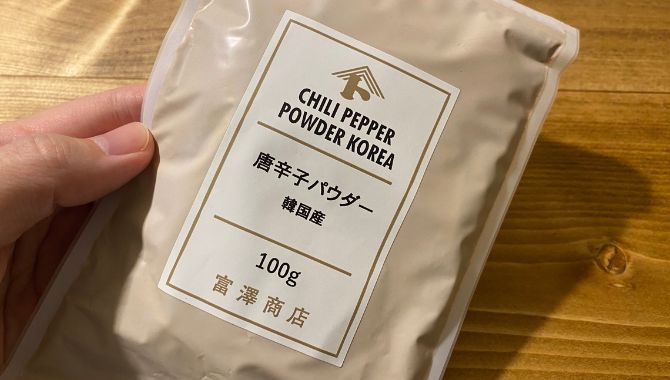 CHILI PEPPER
POWDER KOREA
唐辛子パウダー
韓国産
100g
富澤商店